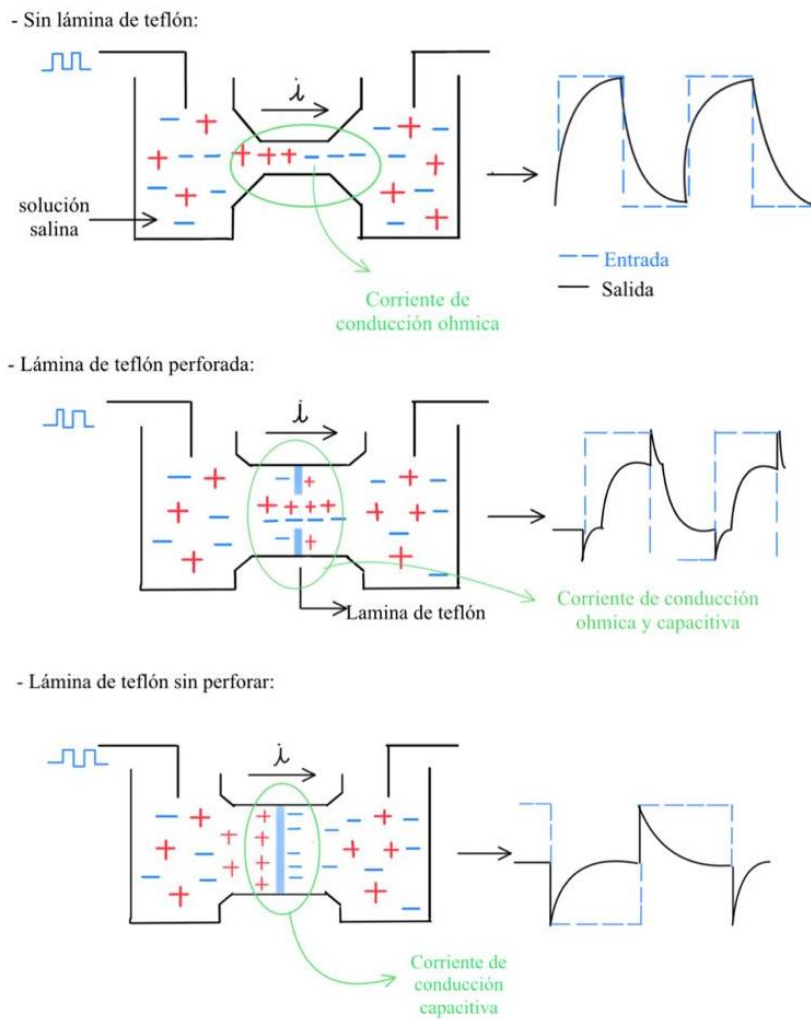 - Sin lámina de teflón:
i
solución
salina
Corriente de
conducción ohmica
Entrada
Salida
- Lámina de teflón perforada:
i
Lamina de teflón
Corriente de conducción
ohmica y capacitiva
- Lámina de teflón sin perforar:
i
Corriente de
conducción
capacitiva